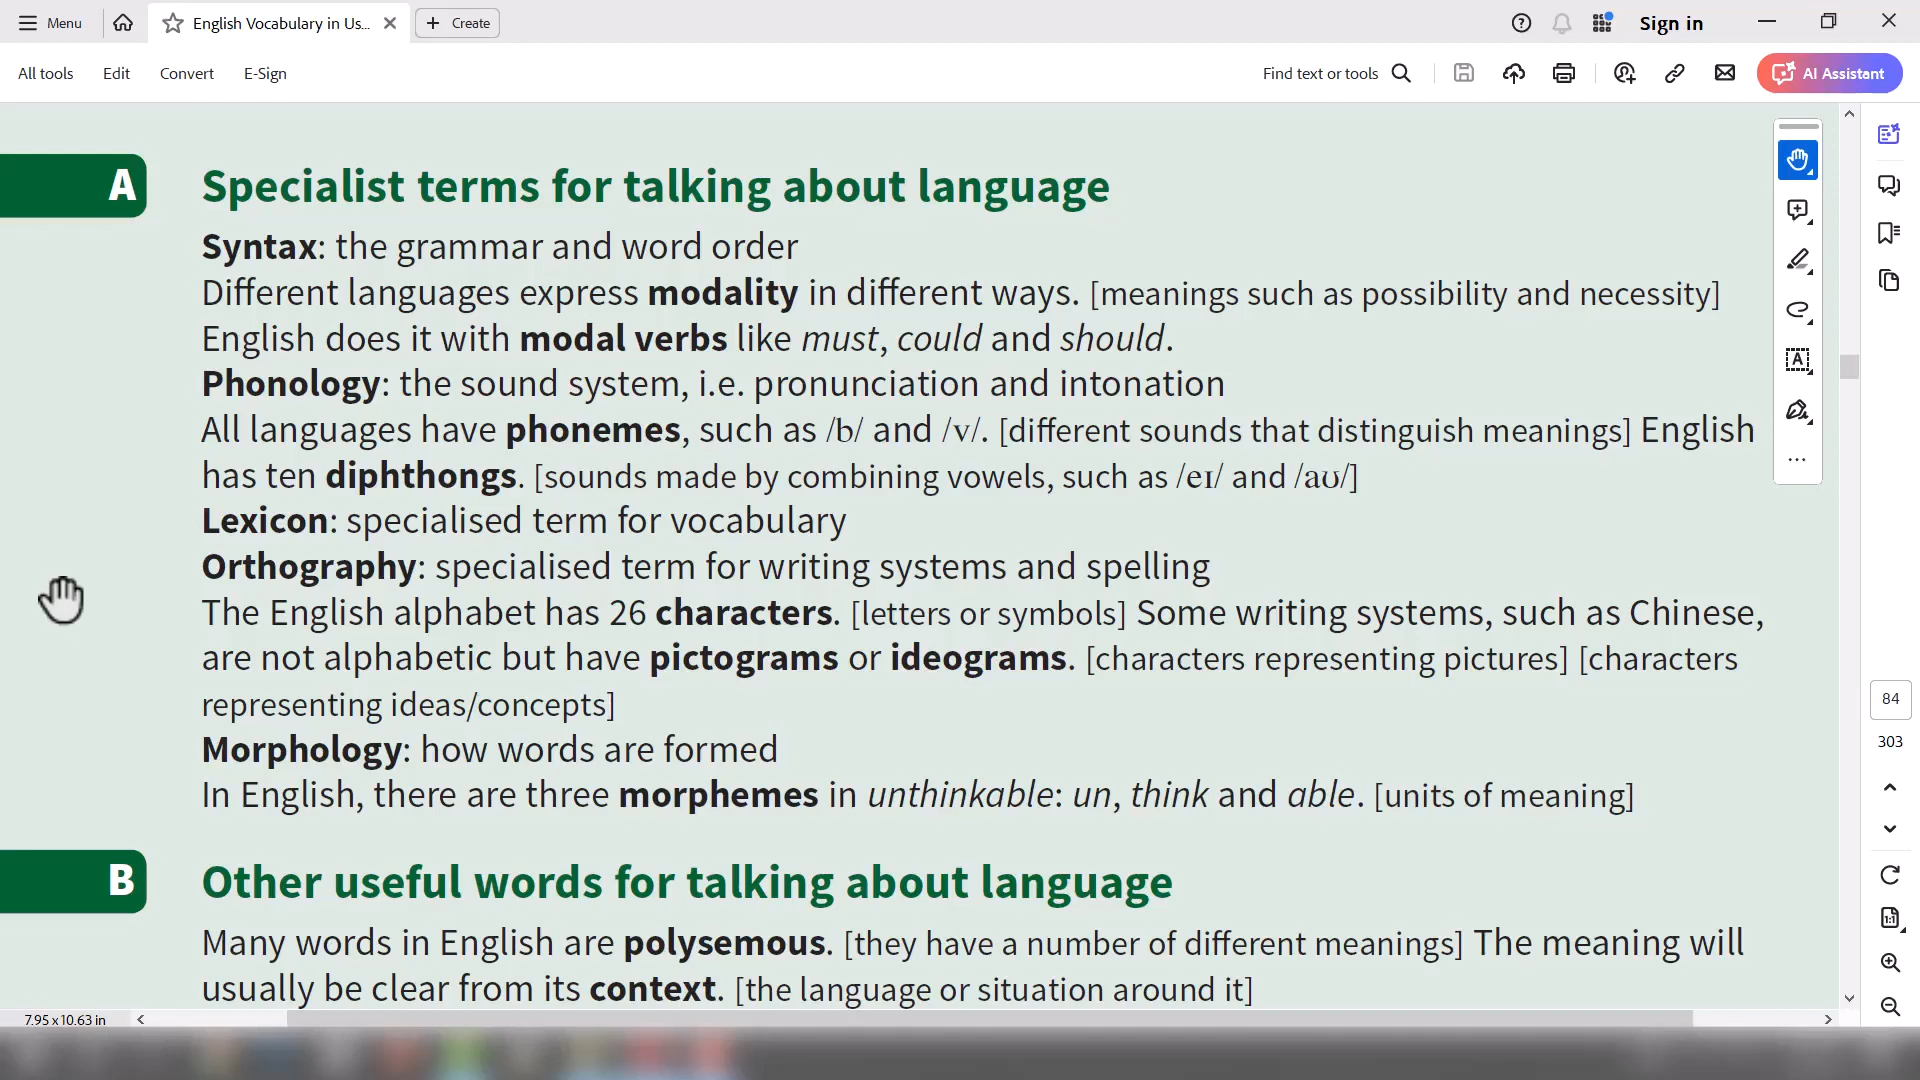 Menu
English Vocabulary in Us...
Create
Sign in
All tools
Edit
Convert
E-Sign
Find text or tools
AI Assistant
A
Specialist terms for talking about language
Syntax: the grammar and word order
Different languages express modality in different ways. [meanings such as possibility and necessity]
English does it with modal verbs like must, could and should.
Phonology: the sound system, i.e. pronunciation and intonation
All languages have phonemes, such as /b/ and /v/. [different sounds that distinguish meanings] English
has ten diphthongs. [sounds made by combining vowels, such as /eɪ/ and /aʊ/]
Lexicon: specialised term for vocabulary
Orthography: specialised term for writing systems and spelling
The English alphabet has 26 characters. [letters or symbols] Some writing systems, such as Chinese,
are not alphabetic but have pictograms or ideograms. [characters representing pictures] [characters
representing ideas/concepts]
Morphology: how words are formed
In English, there are three morphemes in unthinkable: un, think and able. [units of meaning]
B
Other useful words for talking about language
Many words in English are polysemous. [they have a number of different meanings] The meaning will
usually be clear from its context. [the language or situation around it]
84
303
7.95 x 10.63 in